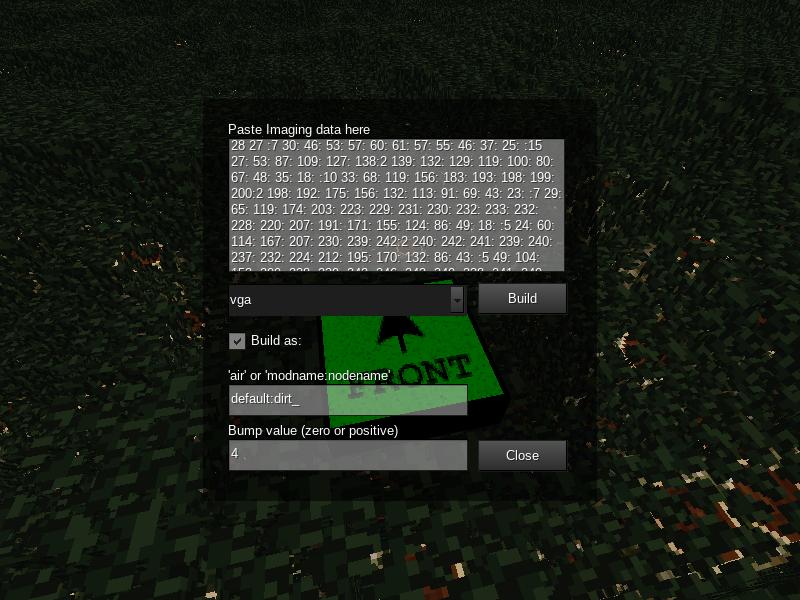 Paste Imaging data here
28 27 :7 30: 46: 53: 57: 60: 61: 57: 55: 46: 37: 25: :15
27: 53: 87: 109: 127: 138:2 139: 132: 129: 119: 100: 80:
67: 48: 35: 18: :10 33: 68: 119: 156: 183: 193: 198: 199:
200:2 198: 192: 175: 156: 132: 113: 91: 69: 43: 23: :7 29:
65: 119: 174: 203: 223: 229: 231: 230: 232: 233: 232:
228: 220: 207: 191: 171: 155: 124: 86: 49: 18: :5 24: 60:
114: 167: 207: 230: 239: 242:2 240: 242: 241: 239: 240:
237: 232: 224: 212: 195: 170: 132: 86: 43: :5 49: 104:
vga
Build
Build as:
FRONT
'air' or 'modname:nodename'
default:dirt_
Bump value (zero or positive)
4
Close